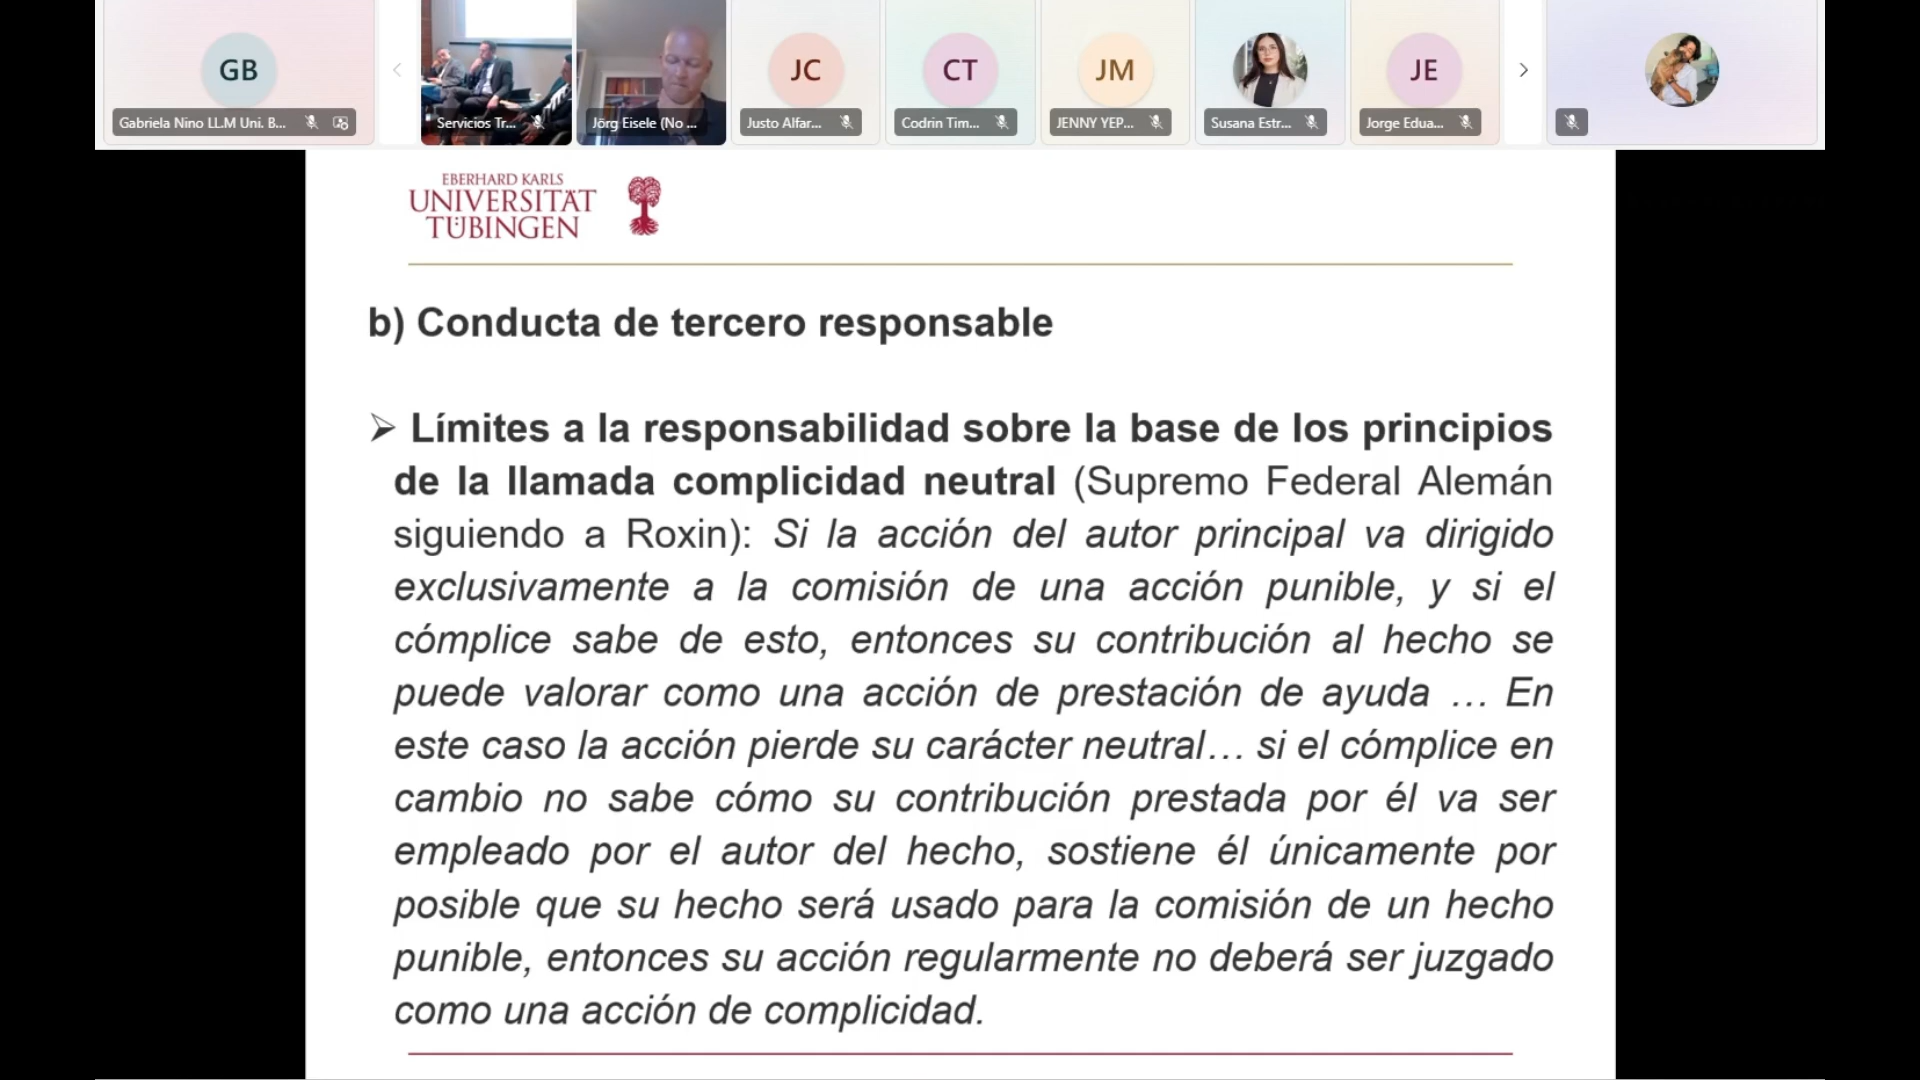 GB
Gabriela Nino LL.M Uni. B...
Servicios Tr...
Jörg Eisele (No ...
JC
Justo Alfar...
CT
Codrin Tim...
JM
JENNY YEP...
Susana Estr...
JE
Jorge Edua...
EBERHARD KARLS
UNIVERSITÄT
TÜBINGEN
b) Conducta de tercero responsable
➢ Límites a la responsabilidad sobre la base de los principios
de la llamada complicidad neutral (Supremo Federal Alemán
siguiendo a Roxin): Si la acción del autor principal va dirigido
exclusivamente a la comisión de una acción punible, y si el
cómplice sabe de esto, entonces su contribución al hecho se
puede valorar como una acción de prestación de ayuda … En
este caso la acción pierde su carácter neutral… si el cómplice en
cambio no sabe cómo su contribución prestada por él va ser
empleado por el autor del hecho, sostiene él únicamente por
posible que su hecho será usado para la comisión de un hecho
punible, entonces su acción regularmente no deberá ser juzgado
como una acción de complicidad.